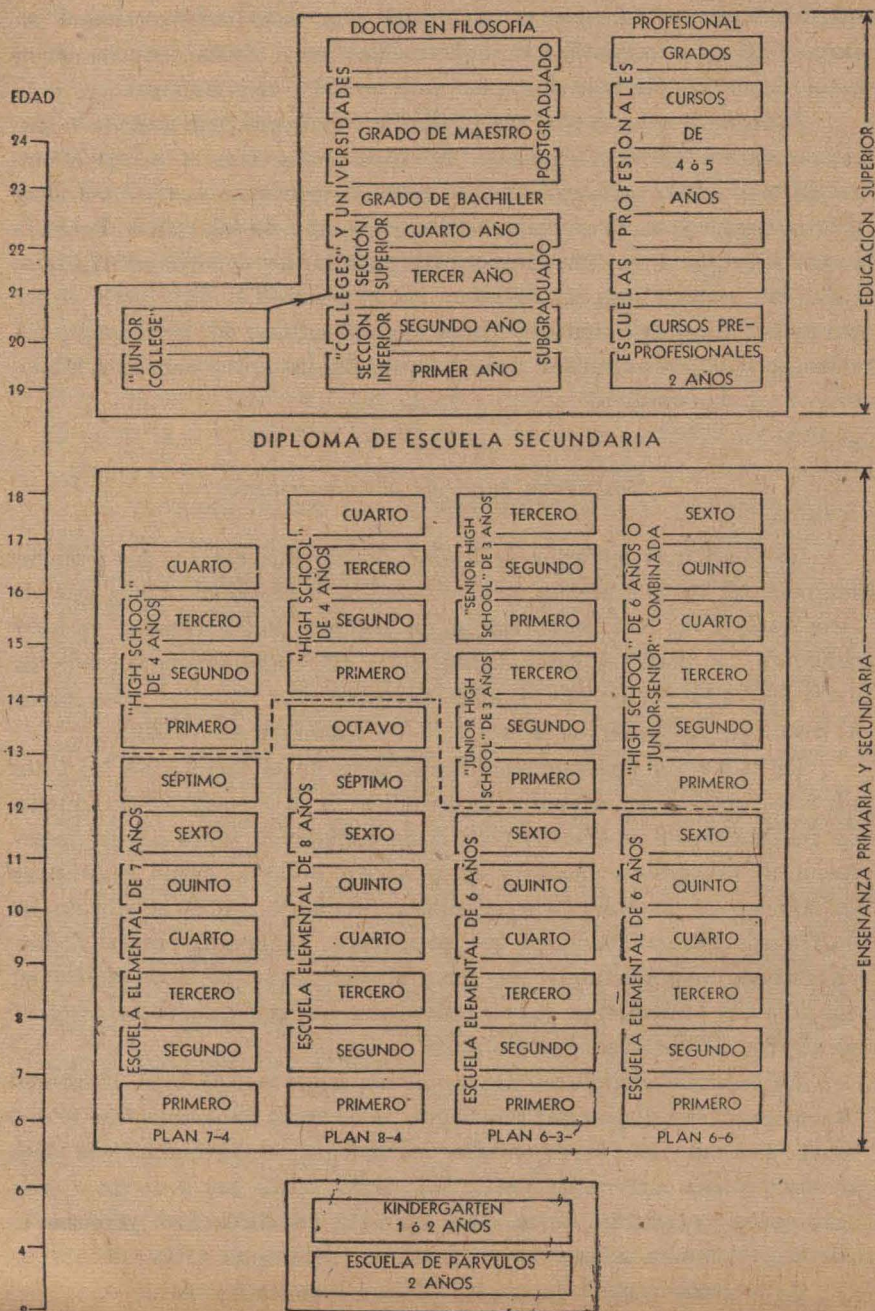 DOCTOR EN FILOSOFÍA
PROFESIONAL
GRADOS
EDAD
CURSOS
"COLLEGES" Y UNIVERSIDADES
POSTGRADUADO
ESCUELAS PROFESIONALES
24
GRADO DE MAESTRO
DE
4 ó 5
23
GRADO DE BACHILLER
AÑOS
SECCIÓN
SUPERIOR
CUARTO AÑO
22
TERCER AÑO
21
"JUNIOR
COLLEGE"
SECCIÓN
INFERIOR
SUBGRADUADO
SEGUNDO AÑO
CURSOS PRE-
20
PROFESIONALES
PRIMER AÑO
2 AÑOS
19
EDUCACIÓN SUPERIOR
DIPLOMA DE ESCUELA SECUNDARIA
18
CUARTO
TERCERO
SEXTO
17
CUARTO
TERCERO
SEGUNDO
QUINTO
16
TERCERO
SEGUNDO
PRIMERO
CUARTO
15
SEGUNDO
PRIMERO
TERCERO
TERCERO
14
PRIMERO
OCTAVO
SEGUNDO
SEGUNDO
13
SÉPTIMO
SÉPTIMO
PRIMERO
PRIMERO
12
"HIGH SCHOOL"
DE 4 AÑOS
"HIGH SCHOOL"
DE 4 AÑOS
"SENIOR HIGH
SCHOOL" DE 3 AÑOS
"JUNIOR HIGH
SCHOOL" DE 3 AÑOS
"HIGH SCHOOL" DE 6 AÑOS O
"JUNIOR-SENIOR" COMBINADA
SEXTO
SEXTO
SEXTO
SEXTO
11
QUINTO
QUINTO
QUINTO
QUINTO
10
CUARTO
CUARTO
CUARTO
CUARTO
9
TERCERO
TERCERO
TERCERO
TERCERO
8
SEGUNDO
SEGUNDO
SEGUNDO
SEGUNDO
7
PRIMERO
PRIMERO
PRIMERO
PRIMERO
6
ESCUELA ELEMENTAL DE 7 AÑOS
ESCUELA ELEMENTAL DE 8 AÑOS
ESCUELA ELEMENTAL DE 6 AÑOS
ESCUELA ELEMENTAL DE 6 AÑOS
PLAN 7-4
PLAN 8-4
PLAN 6-3-
PLAN 6-6
ENSEÑANZA PRIMARIA Y SECUNDARIA
6
KINDERGARTEN
1 ó 2 AÑOS
4
ESCUELA DE PÁRVULOS
2 AÑOS